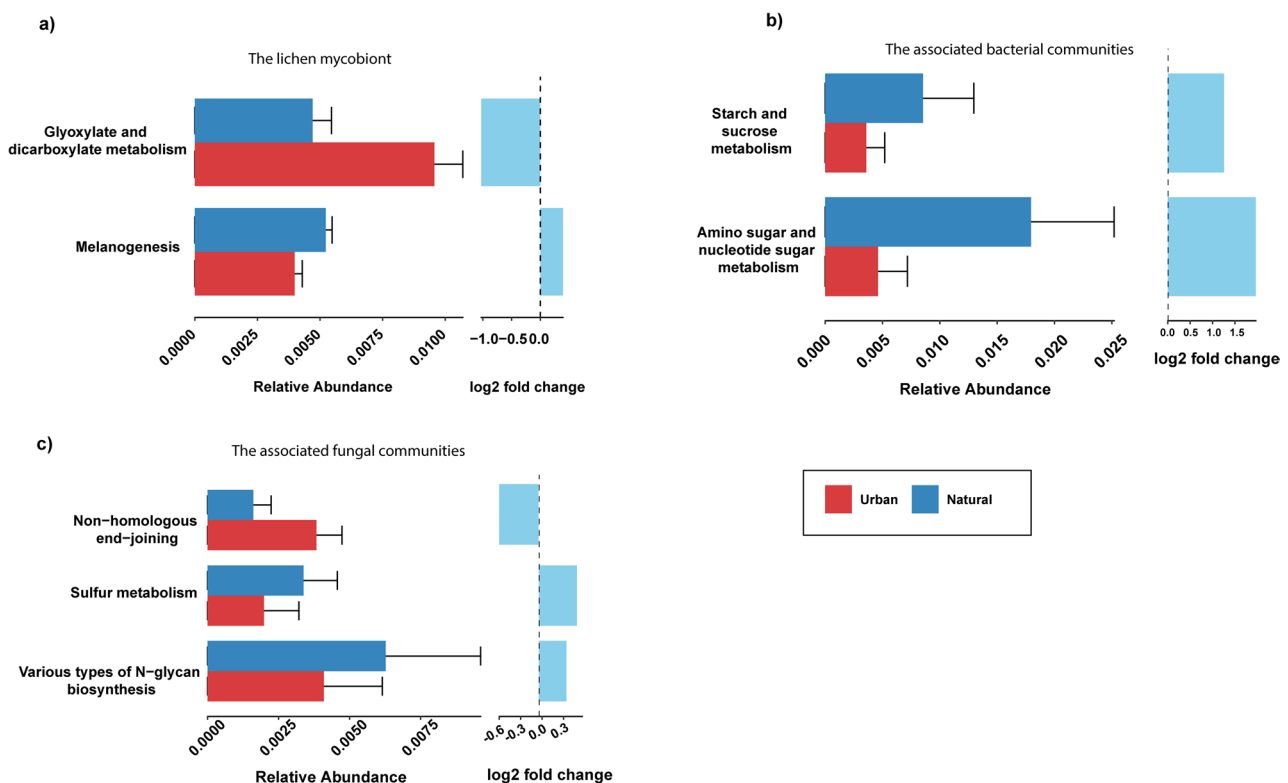 a)
The lichen mycobiont
Glyoxylate and
dicarboxylate metabolism
Melanogenesis
0.0000
0.0025
0.0050
0.0075
0.0100
Relative Abundance
−1.0
−0.5
0.0
log2 fold change
b)
The associated bacterial communities
Starch and
sucrose
metabolism
Amino sugar and
nucleotide sugar
metabolism
0.000
0.005
0.010
0.015
0.020
0.025
Relative Abundance
0.0
0.5
1.0
1.5
log2 fold change
c)
The associated fungal communities
Non−homologous
end−joining
Sulfur metabolism
Various types of N−glycan
biosynthesis
0.0000
0.0025
0.0050
0.0075
Relative Abundance
-0.6
-0.3
0.0
0.3
log2 fold change
Urban
Natural